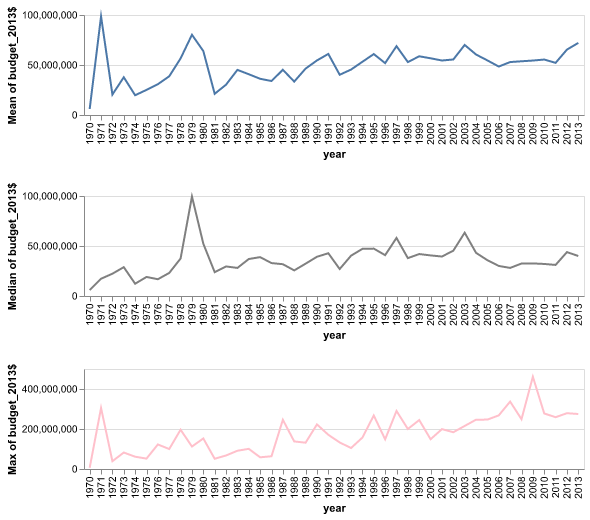 Mean of budget_2013$
100,000,000
50,000,000
0
1970 1971 1972 1973 1974 1975 1976 1977 1978 1979 1980 1981 1982 1983 1984 1985 1986 1987 1988 1989 1990 1991 1992 1993 1994 1995 1996 1997 1998 1999 2000 2001 2002 2003 2004 2005 2006 2007 2008 2009 2010 2011 2012 2013
year
Median of budget_2013$
100,000,000
50,000,000
0
1970 1971 1972 1973 1974 1975 1976 1977 1978 1979 1980 1981 1982 1983 1984 1985 1986 1987 1988 1989 1990 1991 1992 1993 1994 1995 1996 1997 1998 1999 2000 2001 2002 2003 2004 2005 2006 2007 2008 2009 2010 2011 2012 2013
year
Max of budget_2013$
400,000,000
200,000,000
0
1970 1971 1972 1973 1974 1975 1976 1977 1978 1979 1980 1981 1982 1983 1984 1985 1986 1987 1988 1989 1990 1991 1992 1993 1994 1995 1996 1997 1998 1999 2000 2001 2002 2003 2004 2005 2006 2007 2008 2009 2010 2011 2012 2013
year